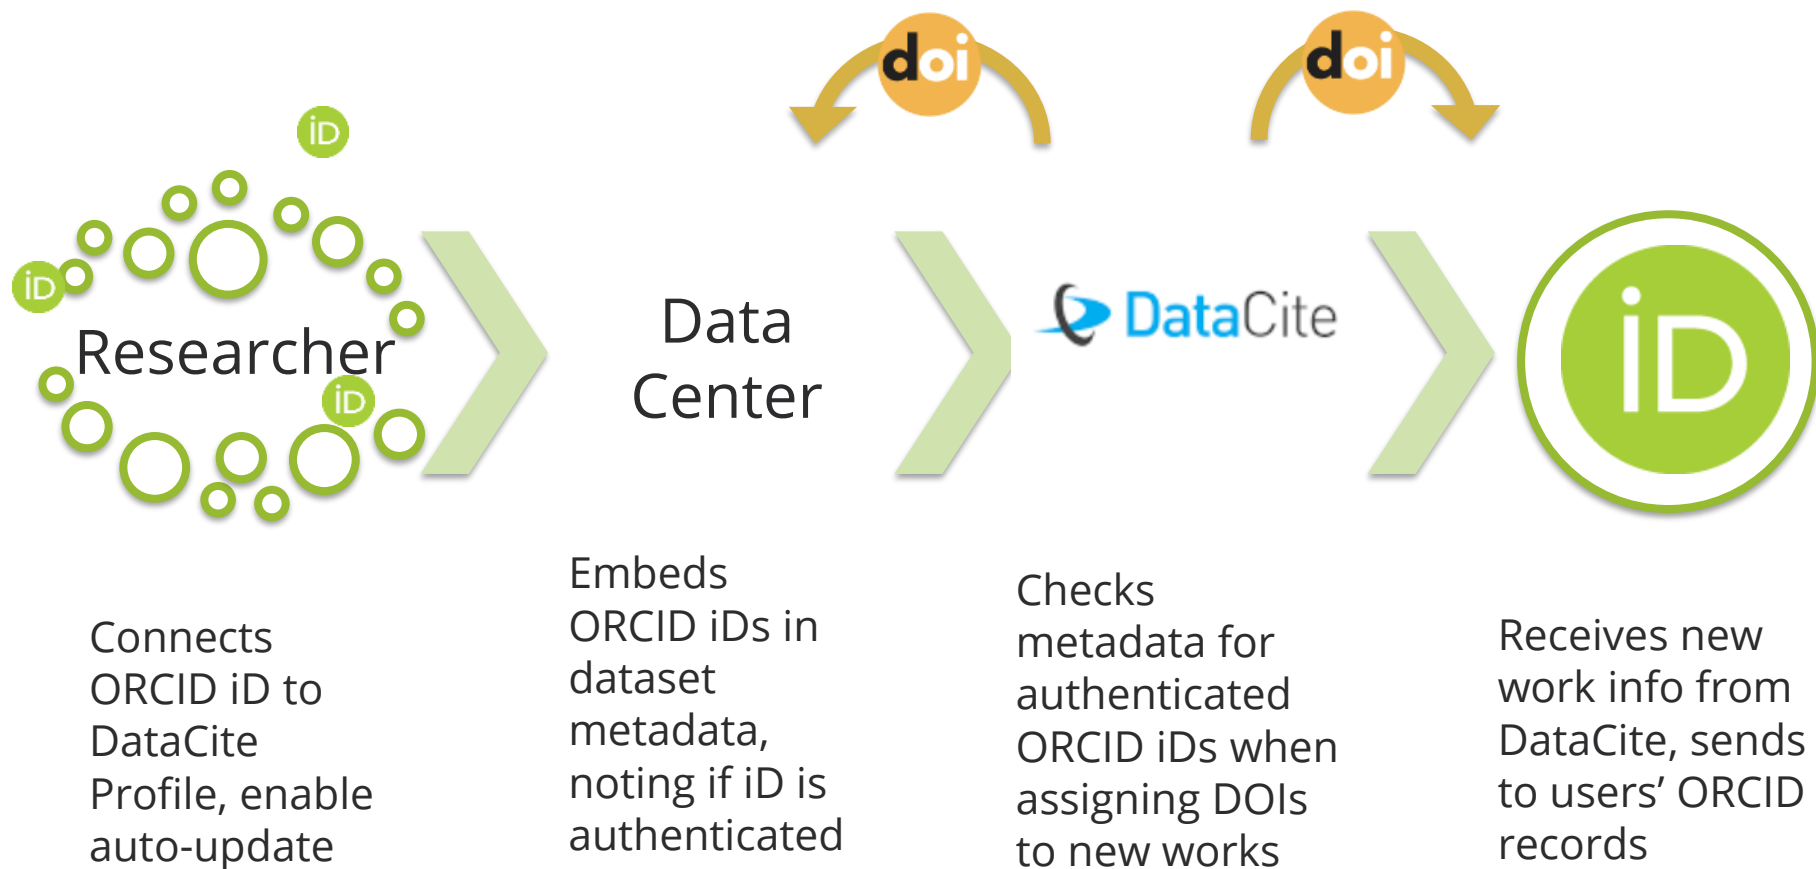 doi
doi
iD
iD
Researcher
iD
Data
Center
DataCite
iD
Connects
ORCID iD to
DataCite
Profile, enable
auto-update
Embeds
ORCID iDs in
dataset
metadata,
noting if iD is
authenticated
Checks
metadata for
authenticated
ORCID iDs when
assigning DOIs
to new works
Receives new
work info from
DataCite, sends
to users’ ORCID
records